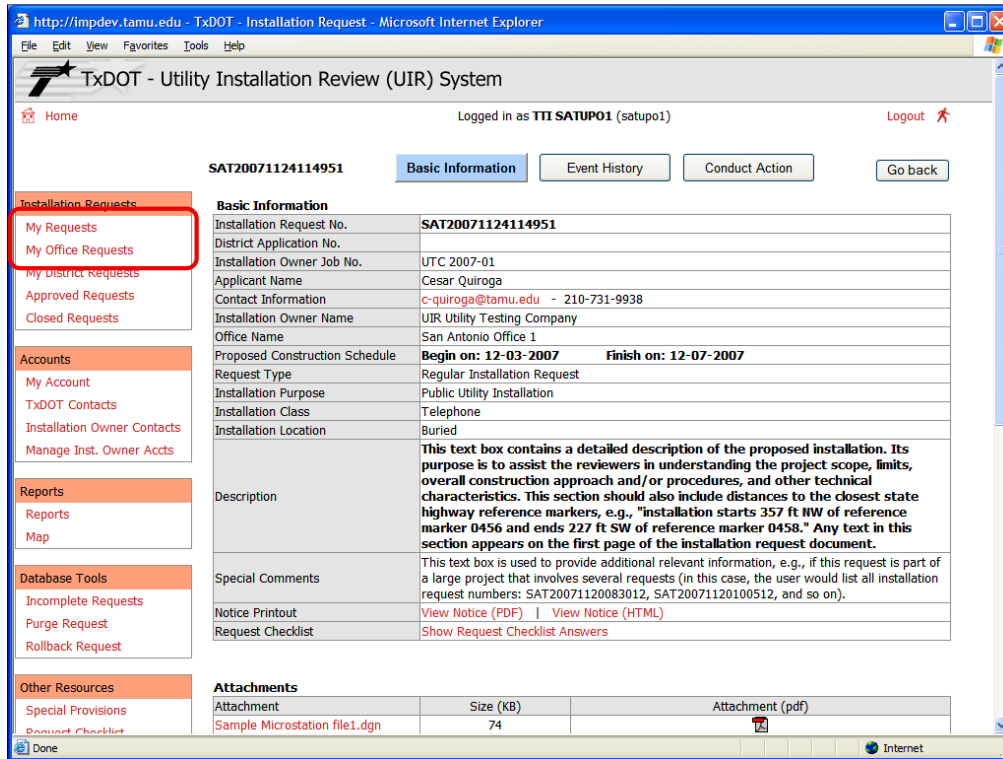 http://impdev.tamu.edu - TxDOT - Installation Request - Microsoft Internet Explorer
File Edit View Favorites Tools Help
TxDOT - Utility Installation Review (UIR) System
Home
Logged in as TTI SATUPO1 (satupo1)
Logout
SAT20071124114951
Basic Information
Event History
Conduct Action
Go back
Installation Requests
My Requests
My Office Requests
My District Requests
Approved Requests
Closed Requests
Accounts
My Account
TxDOT Contacts
Installation Owner Contacts
Manage Inst. Owner Accts
Reports
Reports
Map
Database Tools
Incomplete Requests
Purge Request
Rollback Request
Other Resources
Special Provisions
Request Checklist
Basic Information
Installation Request No. SAT20071124114951
District Application No.
Installation Owner Job No. UTC 2007-01
Applicant Name Cesar Quiroga
Contact Information c-quiroga@tamu.edu - 210-731-9938
Installation Owner Name UIR Utility Testing Company
Office Name San Antonio Office 1
Proposed Construction Schedule Begin on: 12-03-2007 Finish on: 12-07-2007
Request Type Regular Installation Request
Installation Purpose Public Utility Installation
Installation Class Telephone
Installation Location Buried
Description
This text box contains a detailed description of the proposed installation. Its
purpose is to assist the reviewers in understanding the project scope, limits,
overall construction approach and/or procedures, and other technical
characteristics. This section should also include distances to the closest state
highway reference markers, e.g., "installation starts 357 ft NW of reference
marker 0456 and ends 227 ft SW of reference marker 0458." Any text in this
section appears on the first page of the installation request document.
Special Comments
This text box is used to provide additional relevant information, e.g., if this request is part of
a large project that involves several requests (in this case, the user would list all installation
request numbers: SAT20071120083012, SAT20071120100512, and so on).
Notice Printout View Notice (PDF) | View Notice (HTML)
Request Checklist Show Request Checklist Answers
Attachments
Attachment Size (KB) Attachment (pdf)
Sample Microstation file1.dgn 74
Done
Internet